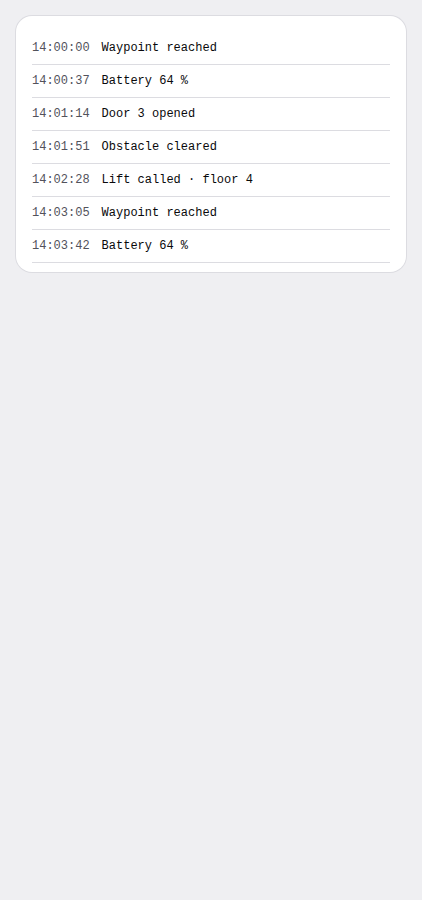 14:00:00 Waypoint reached
14:00:37 Battery 64 %
14:01:14 Door 3 opened
14:01:51 Obstacle cleared
14:02:28 Lift called · floor 4
14:03:05 Waypoint reached
14:03:42 Battery 64 %